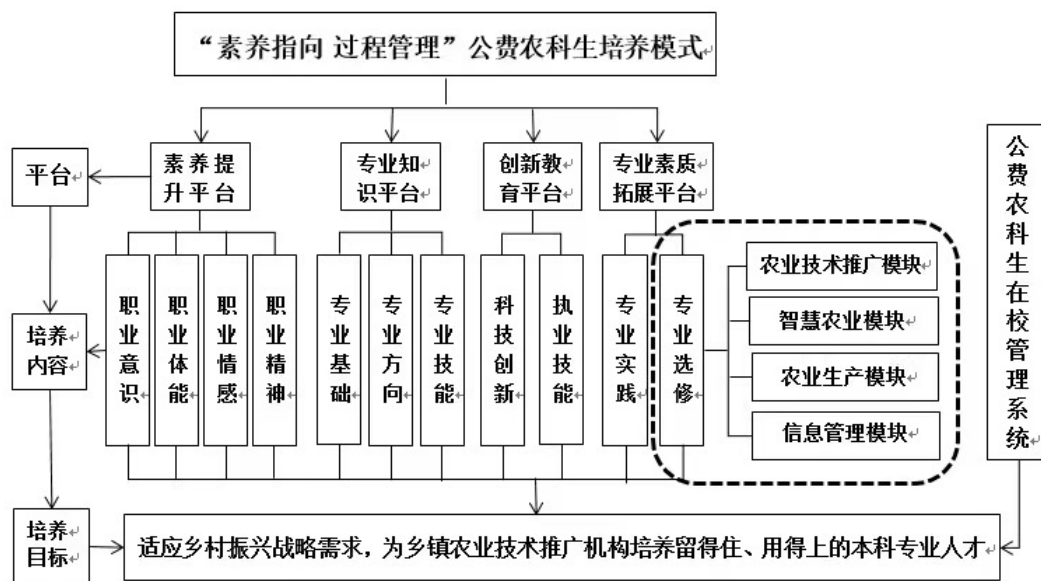 “素养指向 过程管理”公费农科生培养模式
平台
素养提
升平台
专业知
识平台
创新教
育平台
专业素质
拓展平台
公费农科生在校管理系统
培养
内容
职业意识
职业体能
职业情感
职业精神
专业基础
专业方向
专业技能
科技创新
执业技能
专业实践
专业选修
农业技术推广模块
智慧农业模块
农业生产模块
信息管理模块
培养
目标
适应乡村振兴战略需求，为乡镇农业技术推广机构培养留得住、用得上的本科专业人才